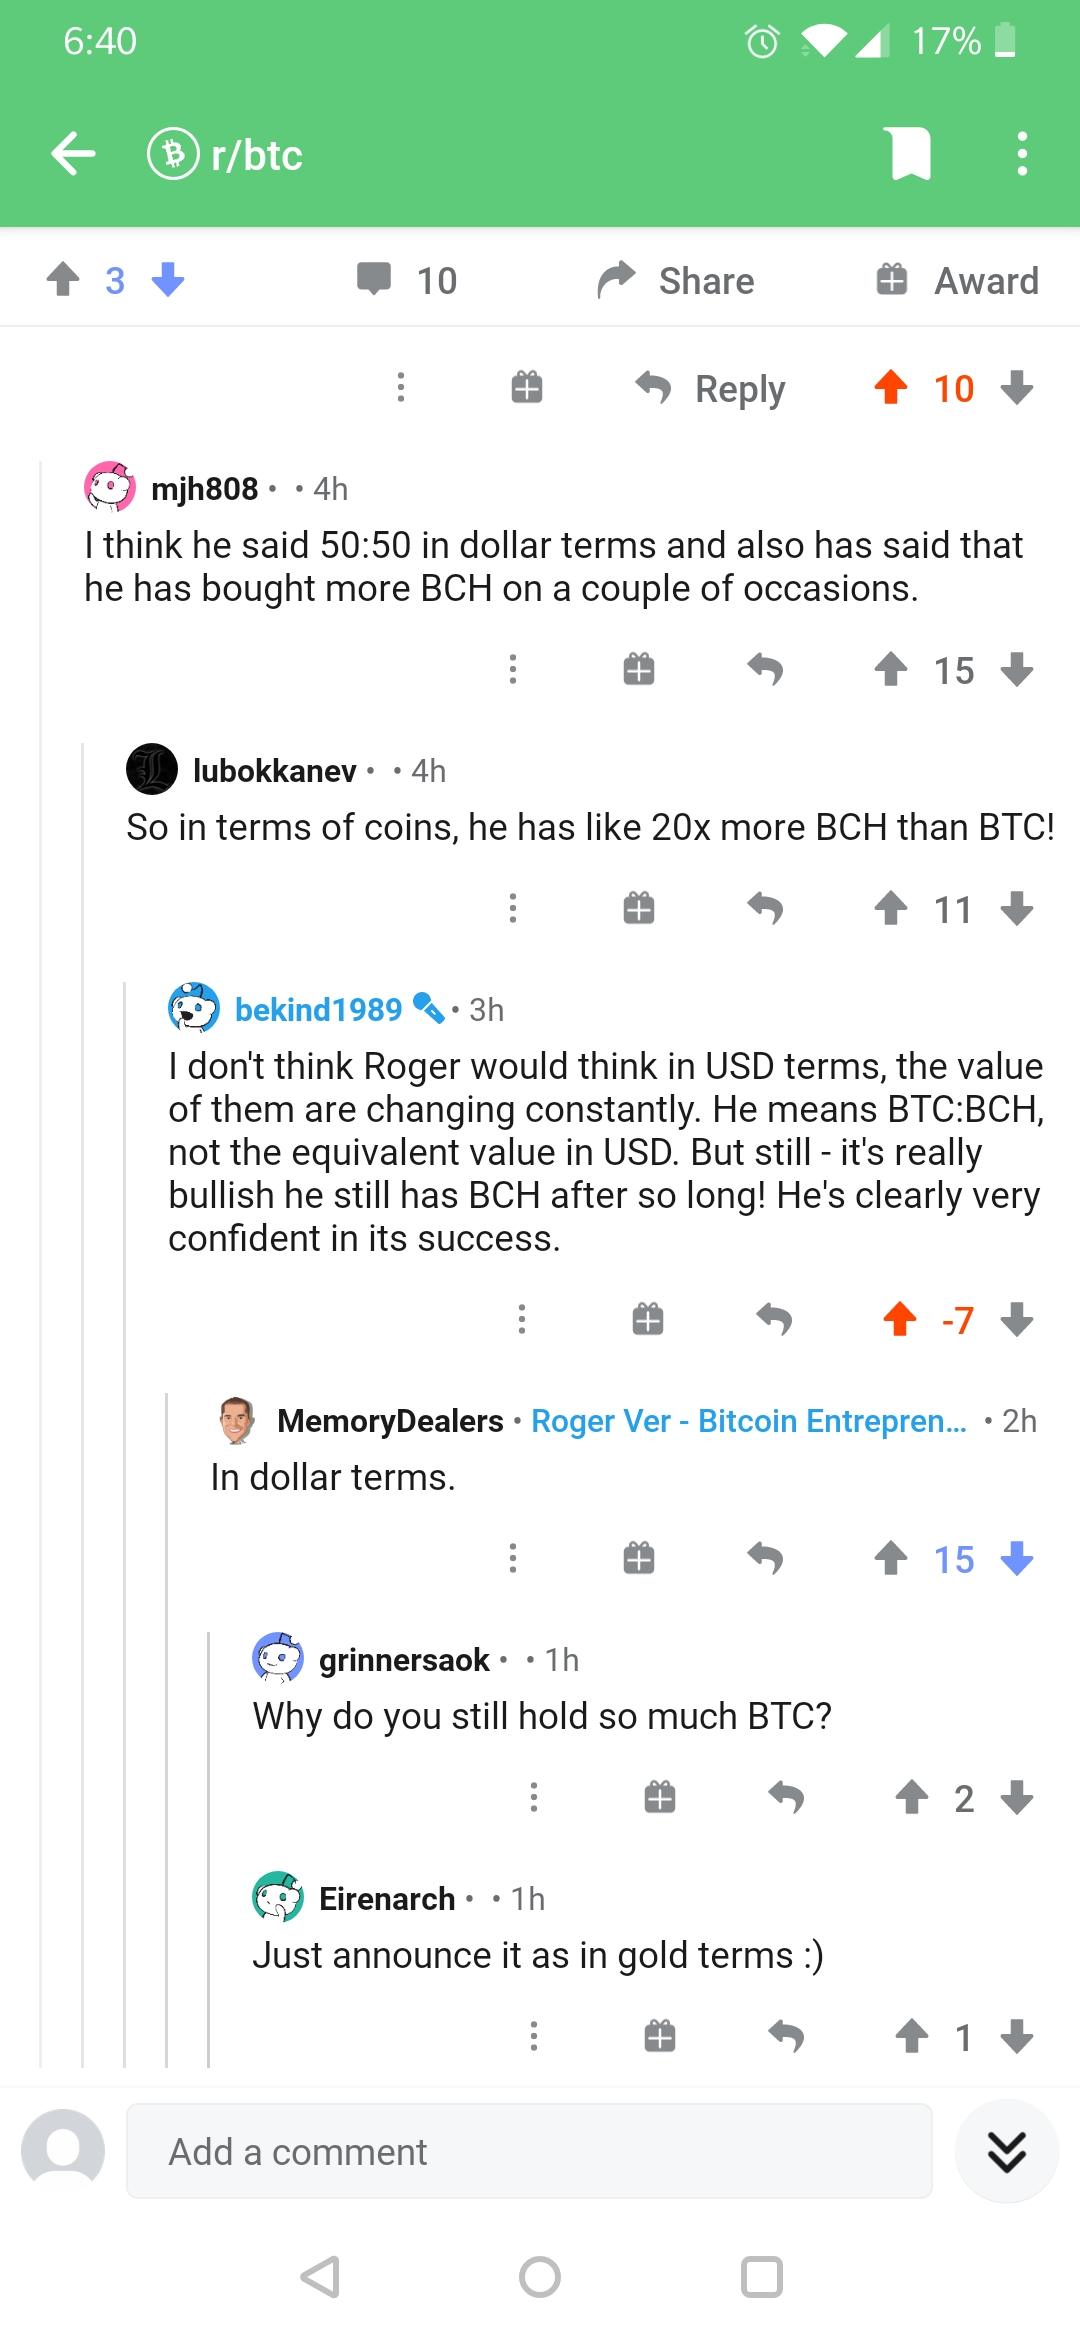 6:40 17%
r/btc
3 10 Share Award
Reply 10
mjh808 • • 4h
I think he said 50:50 in dollar terms and also has said that
he has bought more BCH on a couple of occasions.
15
lubokkanev • • 4h
So in terms of coins, he has like 20x more BCH than BTC!
11
bekind1989 • 3h
I don't think Roger would think in USD terms, the value
of them are changing constantly. He means BTC:BCH,
not the equivalent value in USD. But still - it's really
bullish he still has BCH after so long! He's clearly very
confident in its success.
-7
MemoryDealers • Roger Ver - Bitcoin Entrepren... • 2h
In dollar terms.
15
grinnersaok • • 1h
Why do you still hold so much BTC?
2
Eirenarch • • 1h
Just announce it as in gold terms :)
1
Add a comment